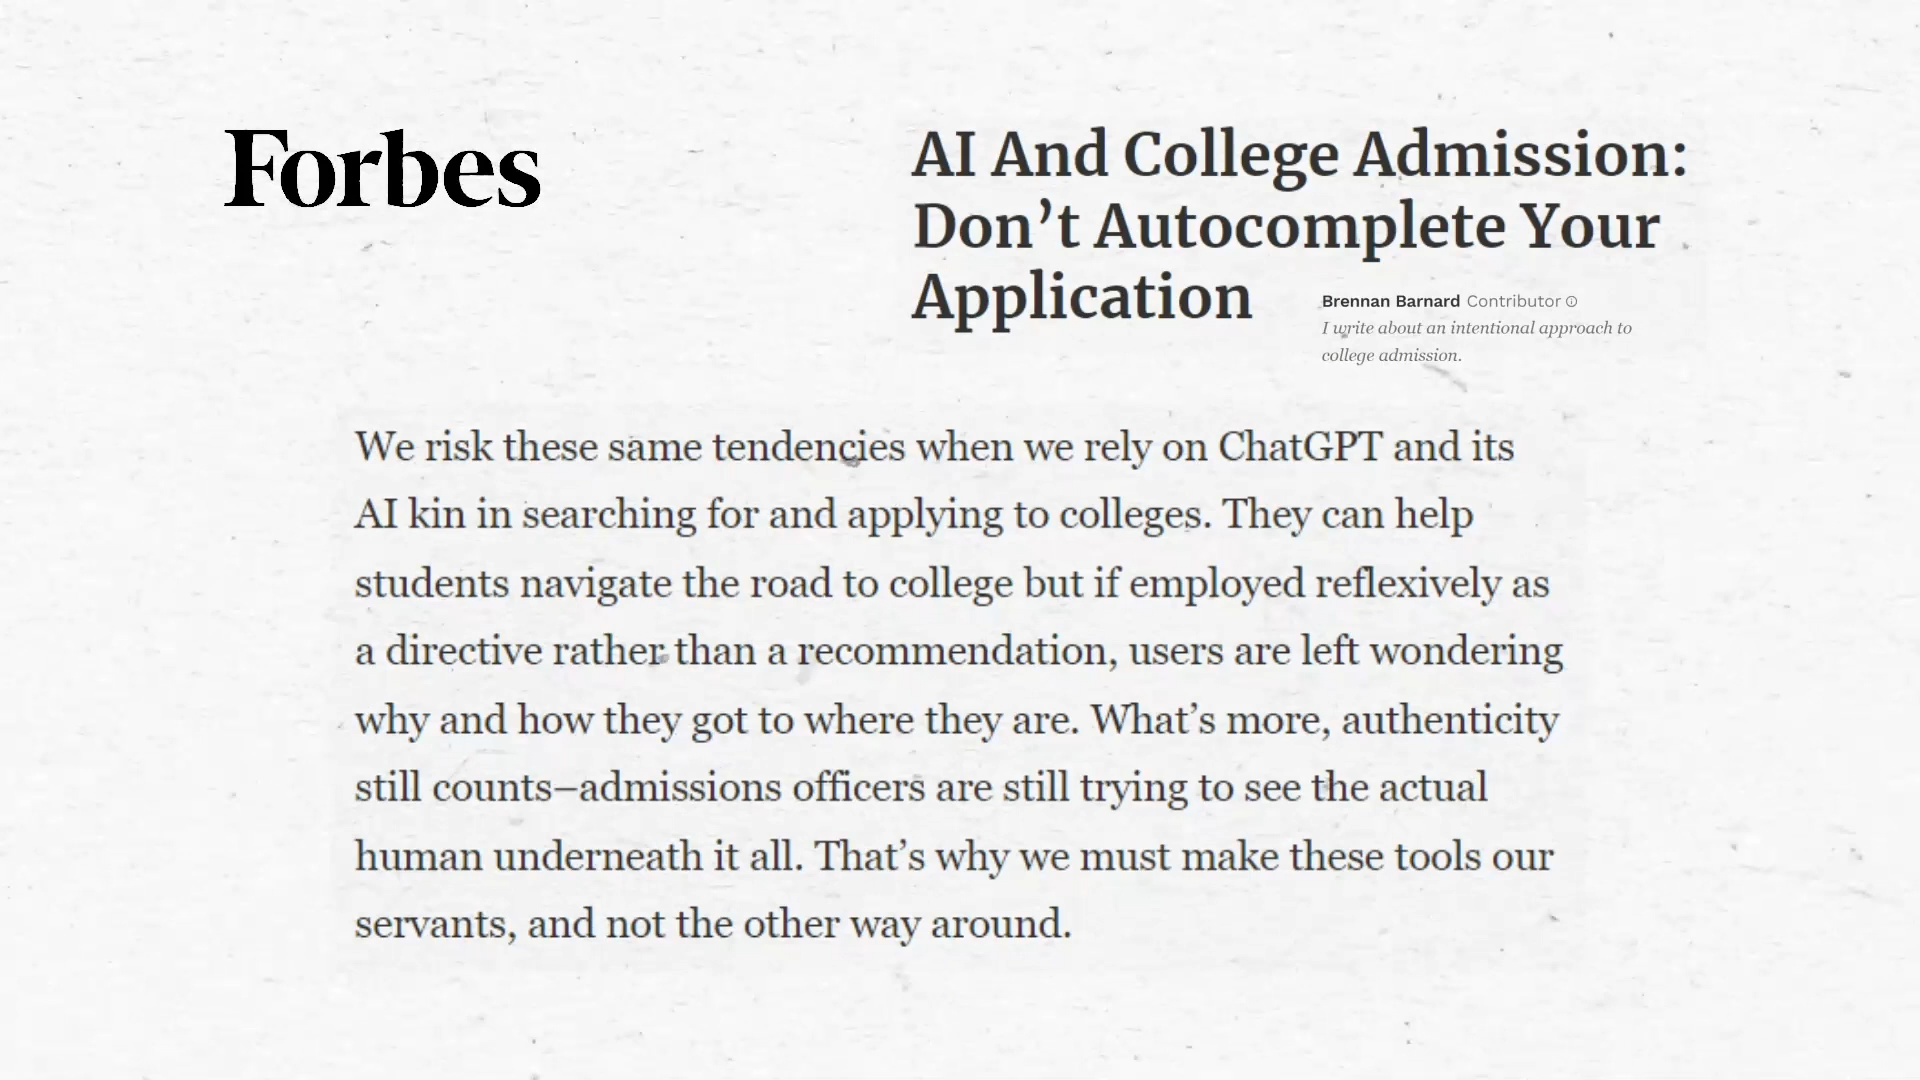 Forbes
AI And College Admission:
Don’t Autocomplete Your
Application
Brennan Barnard Contributor
I write about an intentional approach to
college admission.
We risk these same tendencies when we rely on ChatGPT and its
AI kin in searching for and applying to colleges. They can help
students navigate the road to college but if employed reflexively as
a directive rather than a recommendation, users are left wondering
why and how they got to where they are. What’s more, authenticity
still counts–admissions officers are still trying to see the actual
human underneath it all. That’s why we must make these tools our
servants, and not the other way around.